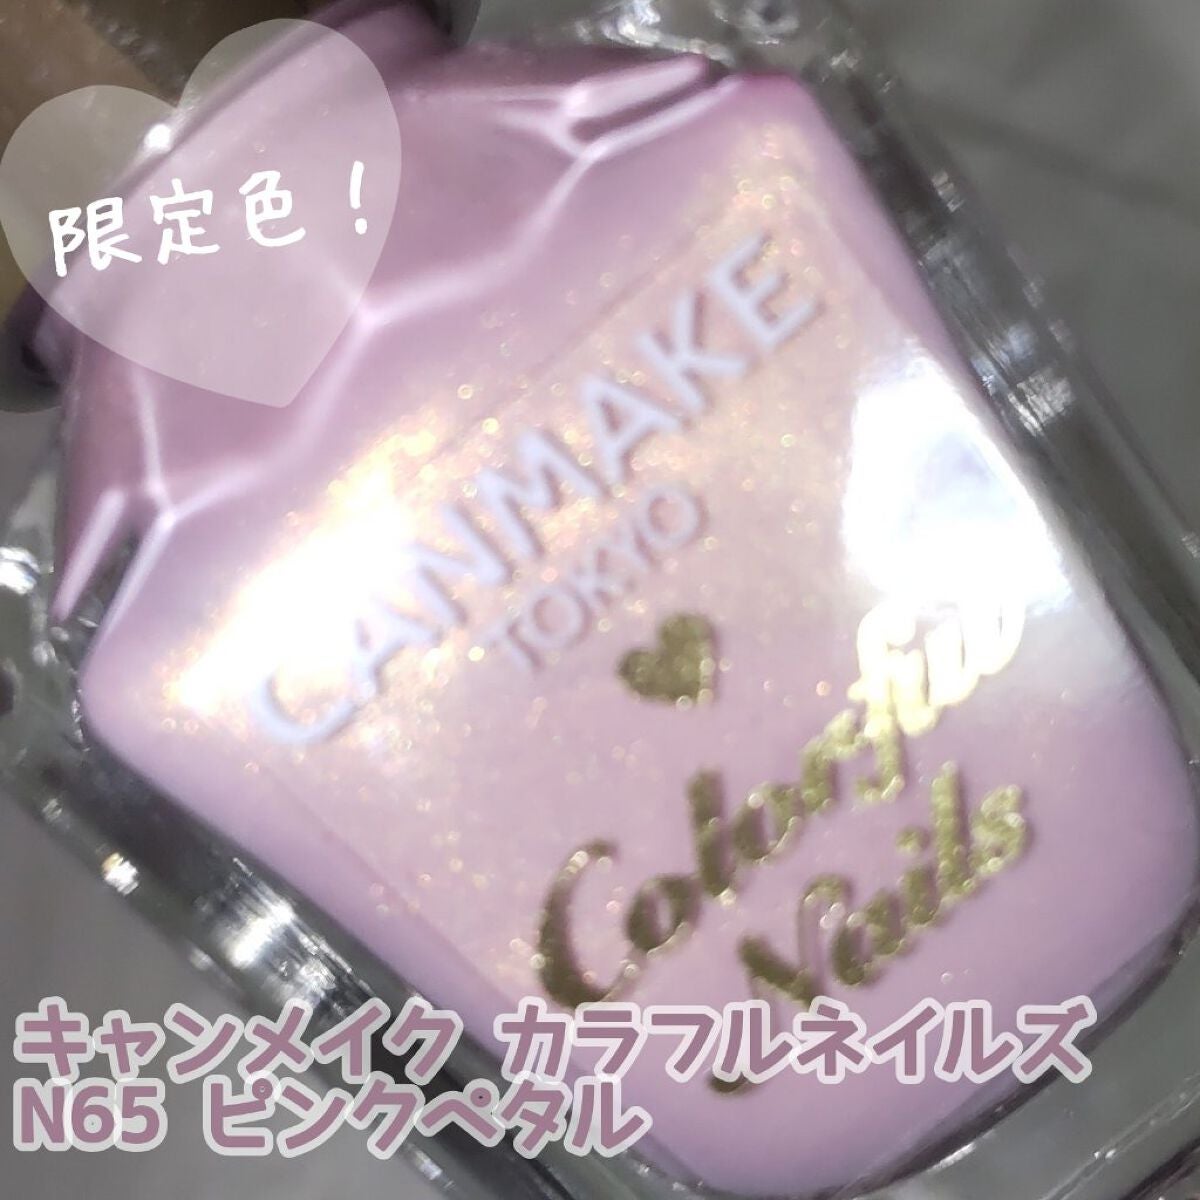 限定色!
CANMAKE
TOKYO
Colorful
Nails
キャンメイク カラフルネイルズ
N65 ピンクペタル